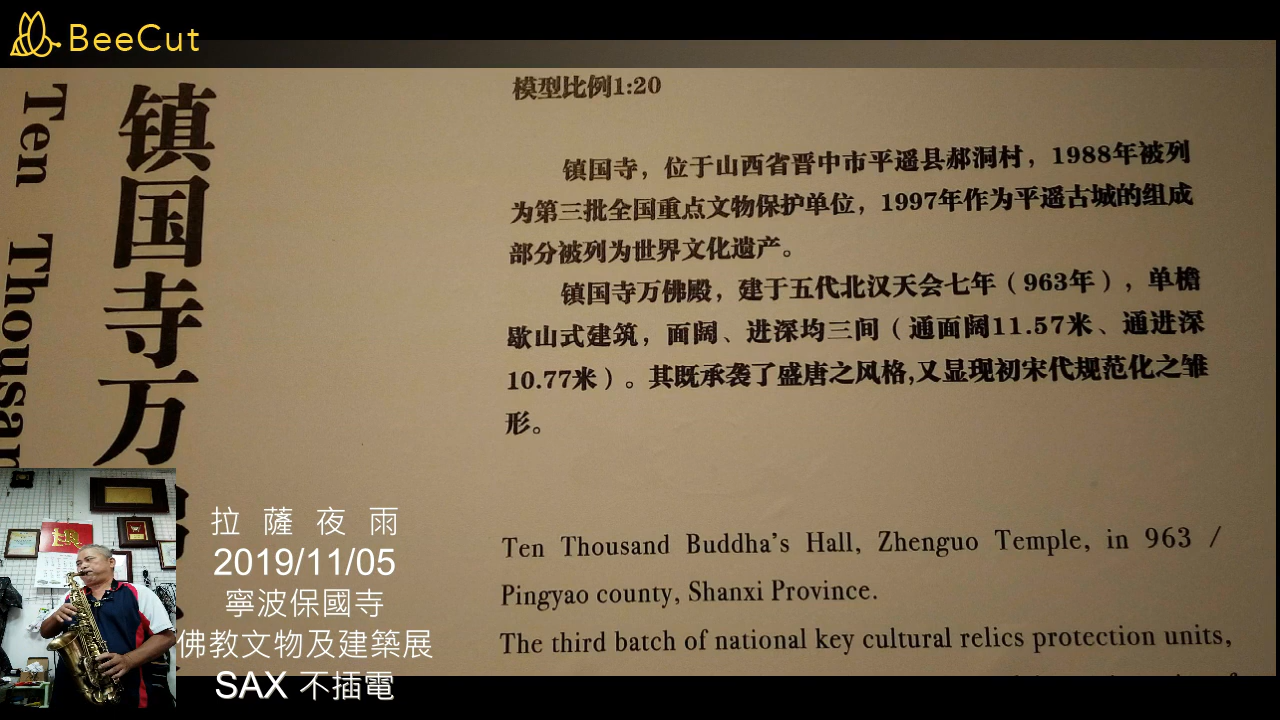 BeeCut
Ten Thousan
镇国寺万
模型比例1:20
镇国寺，位于山西省晋中市平遥县郝洞村，1988年被列
为第三批全国重点文物保护单位，1997年作为平遥古城的组成
部分被列为世界文化遗产。
镇国寺万佛殿，建于五代北汉天会七年（963年），单檐
歇山式建筑，面阔、进深均三间（通面阔11.57米、通进深
10.77米）。其既承袭了盛唐之风格,又显现初宋代规范化之雏
形。
Ten Thousand Buddha's Hall, Zhenguo Temple, in 963 /
Pingyao county, Shanxi Province.
The third batch of national key cultural relics protection units,
拉薩夜雨
2019/11/05
寧波保國寺
佛教文物及建築展
SAX 不插電